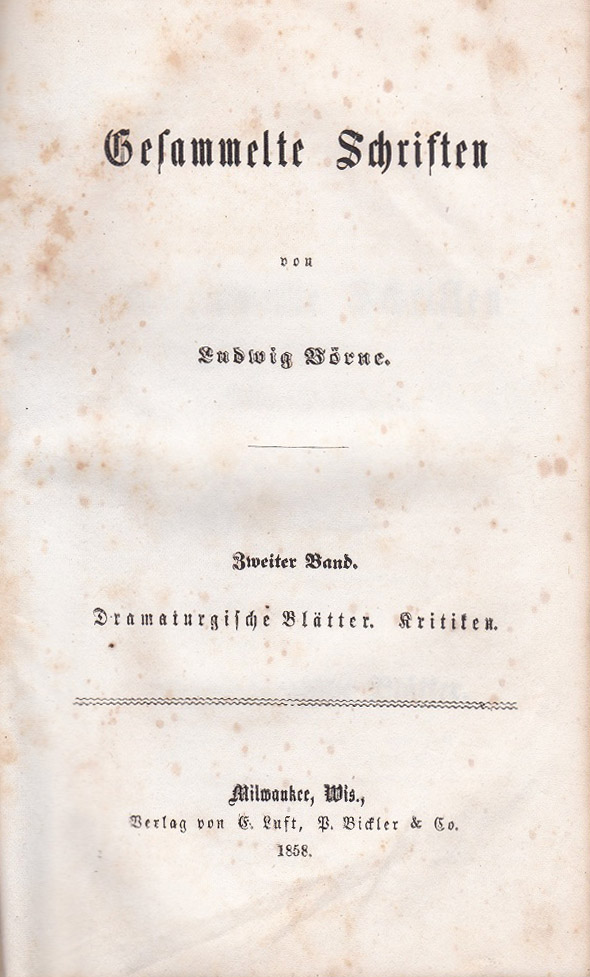 Gesammelte Schriften
von
Ludwig Börne.
Zweiter Band.
Dramaturgische Blätter. Kritiken.
Milwaukee, Wis.,
Verlag von E. Luft, P. Bickler & Co.
1858.